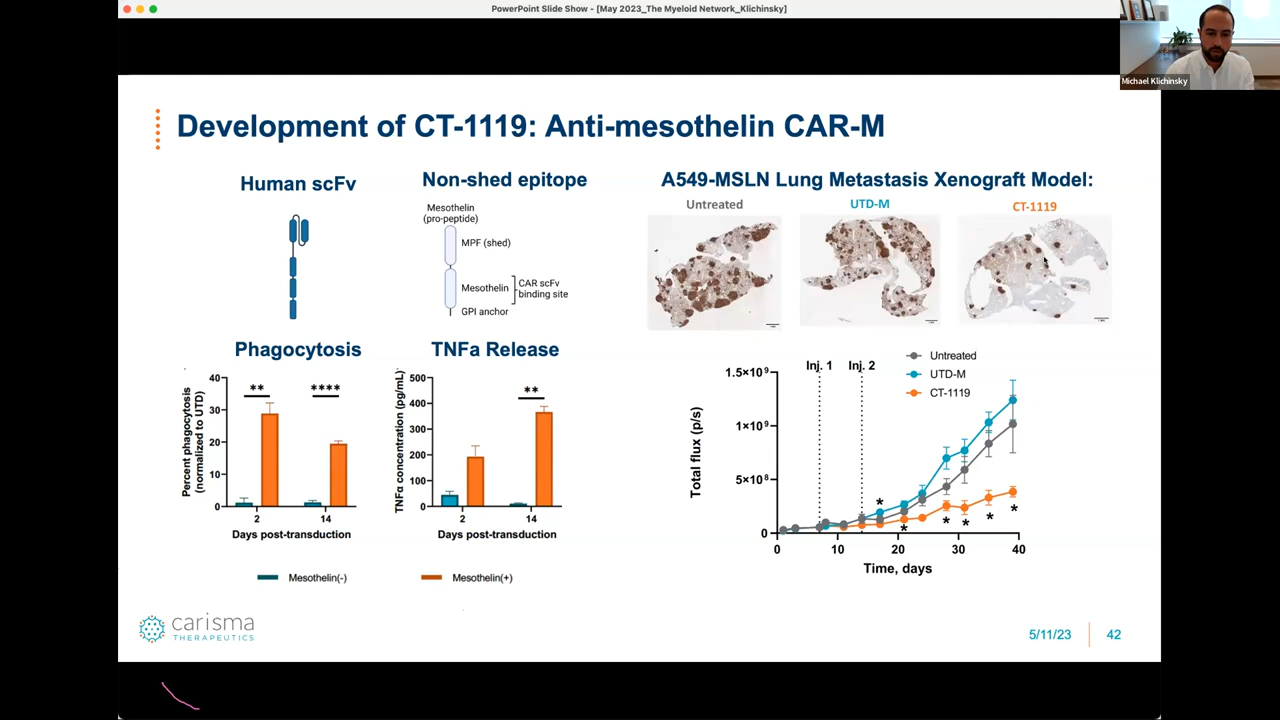 PowerPoint Slide Show - [May 2023_The Myeloid Network_Klichinsky]
Michael Klichinsky
Development of CT-1119: Anti-mesothelin CAR-M
Human scFv
Non-shed epitope
Mesothelin
(pro-peptide)
MPF (shed)
Mesothelin
CAR scFv
binding site
GPI anchor
Phagocytosis
Percent phagocytosis
(normalized to UTD)
40
30
20
10
0
**
****
2
14
Days post-transduction
TNFa Release
TNFα concentration (pg/mL)
500
400
300
200
100
0
**
2
14
Days post-transduction
Mesothelin(-)
Mesothelin(+)
A549-MSLN Lung Metastasis Xenograft Model:
Untreated
UTD-M
CT-1119
Inj. 1
Inj. 2
Untreated
UTD-M
CT-1119
Total flux (p/s)
1.5×10⁹
1×10⁹
5×10⁸
0
*
*
*
*
*
*
0
10
20
30
40
Time, days
carisma
THERAPEUTICS
5/11/23
42